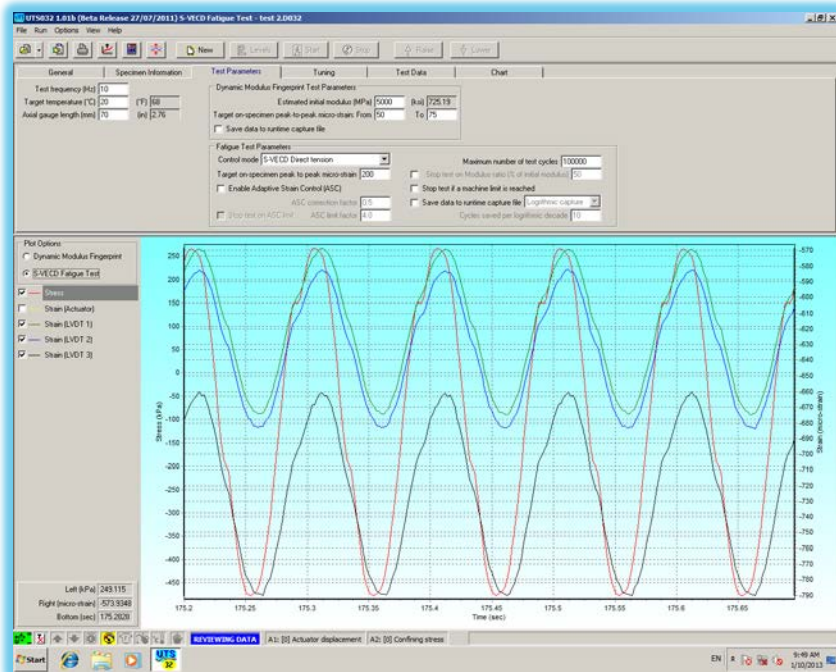 UTS032 1.01b (Beta Release 27/07/2011) S-VECD Fatigue Test - test 2.D032
File Run Options View Help
New Levels Start Stop Raise Lower
General Specimen Information Test Parameters Tuning Test Data Chart
Test frequency (Hz) 10
Target temperature (°C) 20 (°F) 68
Axial gauge length (mm) 70 (in) 2.76
Dynamic Modulus Fingerprint Test Parameters
Estimated initial modulus (MPa) 5000 (ksi) 725.19
Target on-specimen peak-to-peak micro-strain: From 50 To 75
Save data to runtime capture file
Fatigue Test Parameters
Control mode S-VECD Direct tension
Maximum number of test cycles 100000
Target on-specimen peak to peak micro-strain 200
Stop test on Modulus ratio (% of initial modulus) 50
Enable Adaptive Strain Control (ASC)
Stop test if a machine limit is reached
ASC correction factor 0.5
Save data to runtime capture file Logrithmic capture
Stop test on ASC limit ASC limit factor 4.0
Cycles saved per logrithmic decade 10
Plot Options
Dynamic Modulus Fingerprint
S-VECD Fatigue Test
Stress
Strain (Actuator)
Strain (LVDT 1)
Strain (LVDT 2)
Strain (LVDT 3)
250
200
150
100
50
0
-50
-100
-150
-200
-250
-300
-350
-400
-450
Stress (kPa)
-570
-580
-590
-600
-610
-620
-630
-640
-650
-660
-670
-680
-690
-700
-710
-720
-730
-740
-750
-760
-770
-780
-790
Strain (micro-strain)
175.2 175.25 175.3 175.35 175.4 175.45 175.5 175.55 175.6 175.65
Time (sec)
Left (kPa) 249.115
Right (micro-strain) -573.9348
Bottom (sec) 175.2028
REVIEWING DATA A1: [0] Actuator displacement A2: [0] Confining stress
Start UTS 32 EN 9:49 AM
1/10/2013